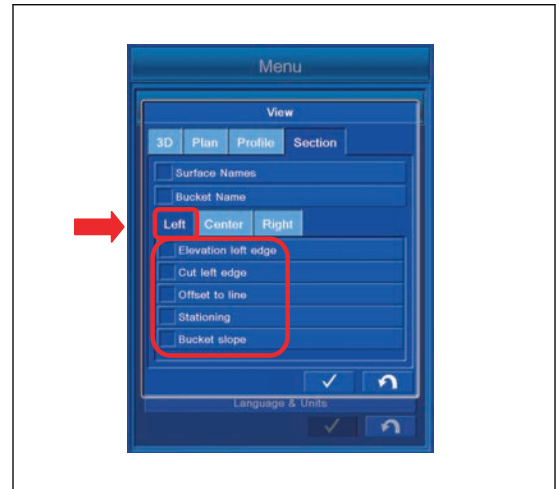 Menu
View
3D Plan Profile Section
Surface Names
Bucket Name
Left Center Right
Elevation left edge
Cut left edge
Offset to line
Stationing
Bucket slope
Language & Units